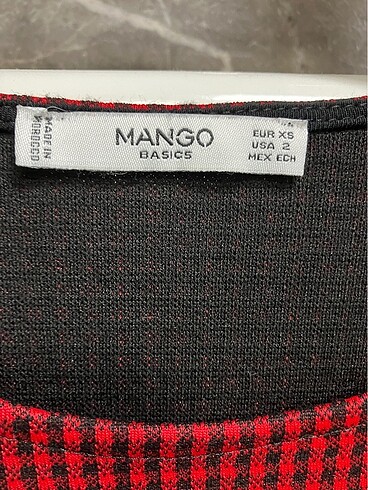 MADE IN
MOROCCO
MANGO
BASICS
EUR XS
USA 2
MEX ECH